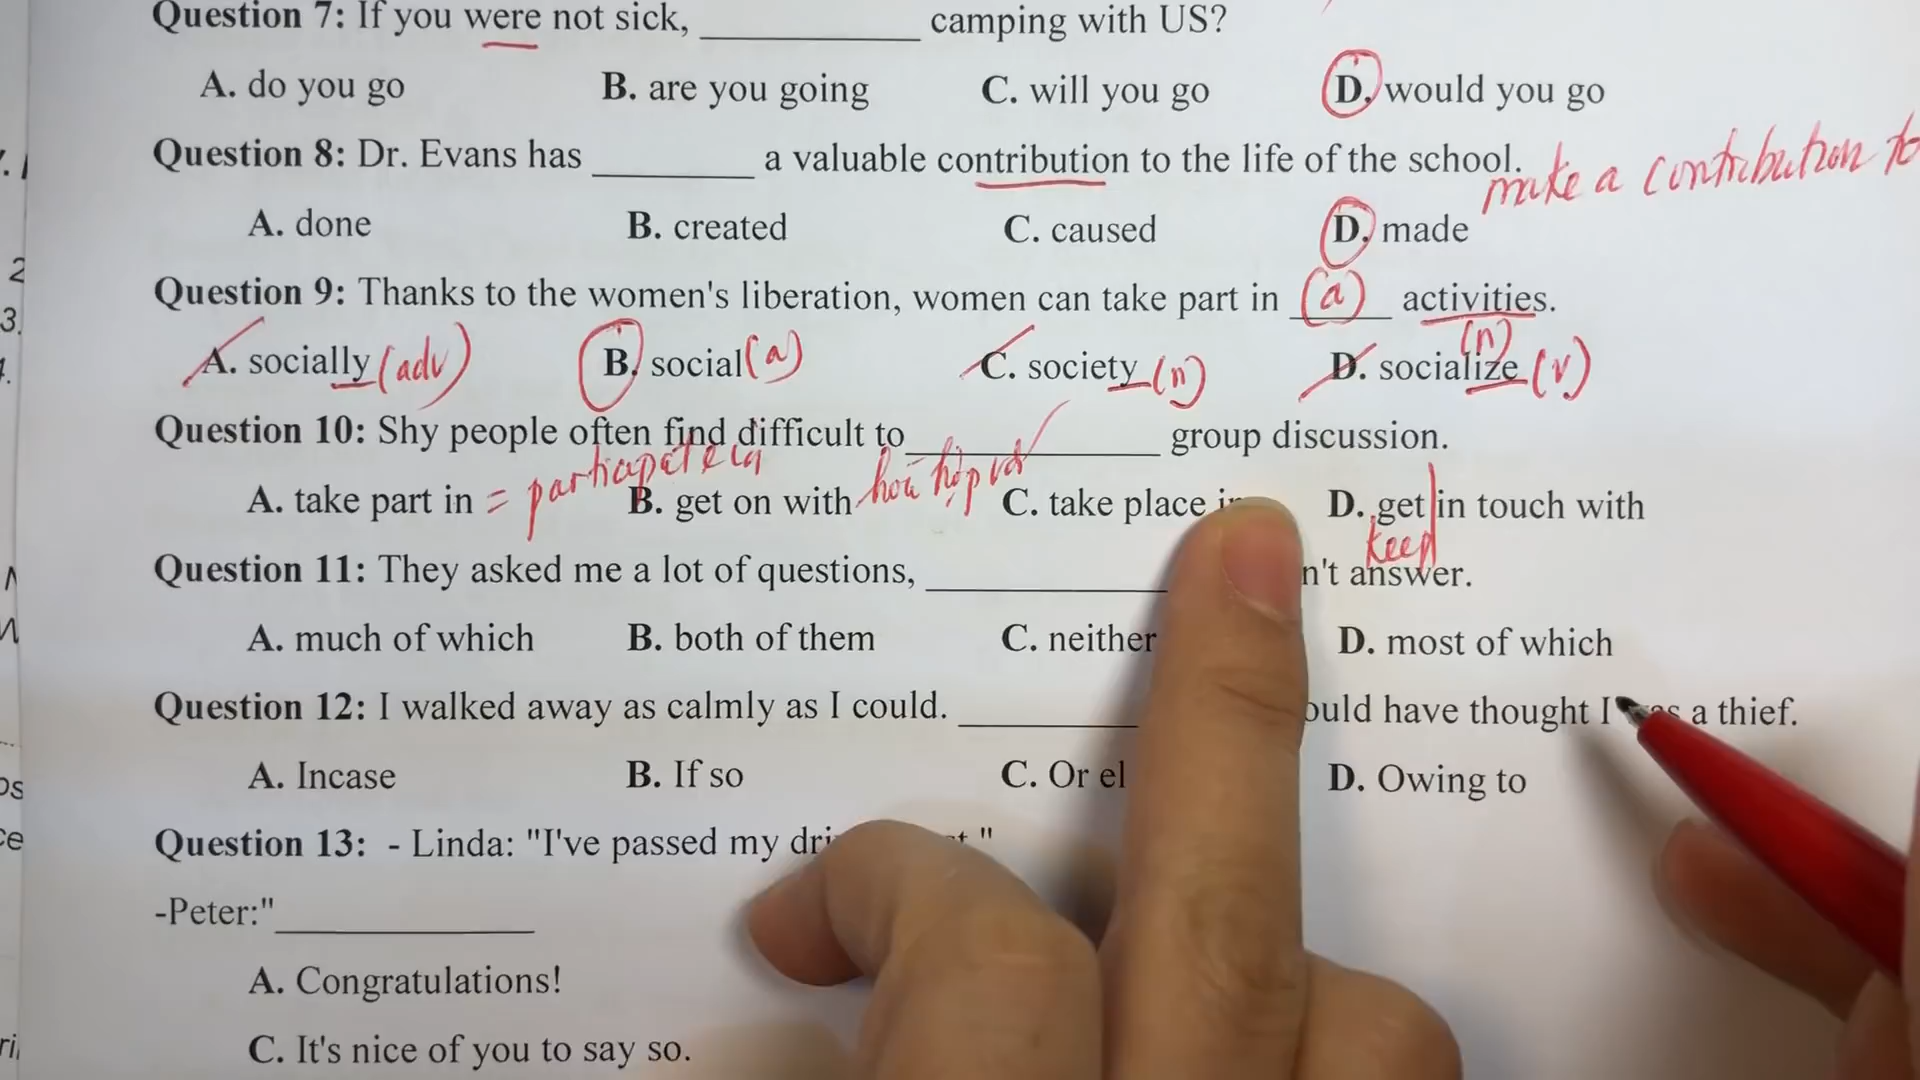 Question 7: If you were not sick, ____________ camping with US?
A. do you go B. are you going C. will you go D. would you go
Question 8: Dr. Evans has _________ a valuable contribution to the life of the school. make a contribution to
A. done B. created C. caused D. made
Question 9: Thanks to the women's liberation, women can take part in (a) activities.
(n)
A. socially (adv) B. social (a) C. society (n) D. socialize (v)
Question 10: Shy people often find difficult to______________ group discussion.
A. take part in = participate in B. get on with hòa hợp với C. take place D. get in touch with
keep
Question 11: They asked me a lot of questions, _____________ n't answer.
A. much of which B. both of them C. neither D. most of which
Question 12: I walked away as calmly as I could. __________ ould have thought I a thief.
A. Incase B. If so C. Or el D. Owing to
Question 13: - Linda: "I've passed my dri "
-Peter:"______________
A. Congratulations!
C. It's nice of you to say so.